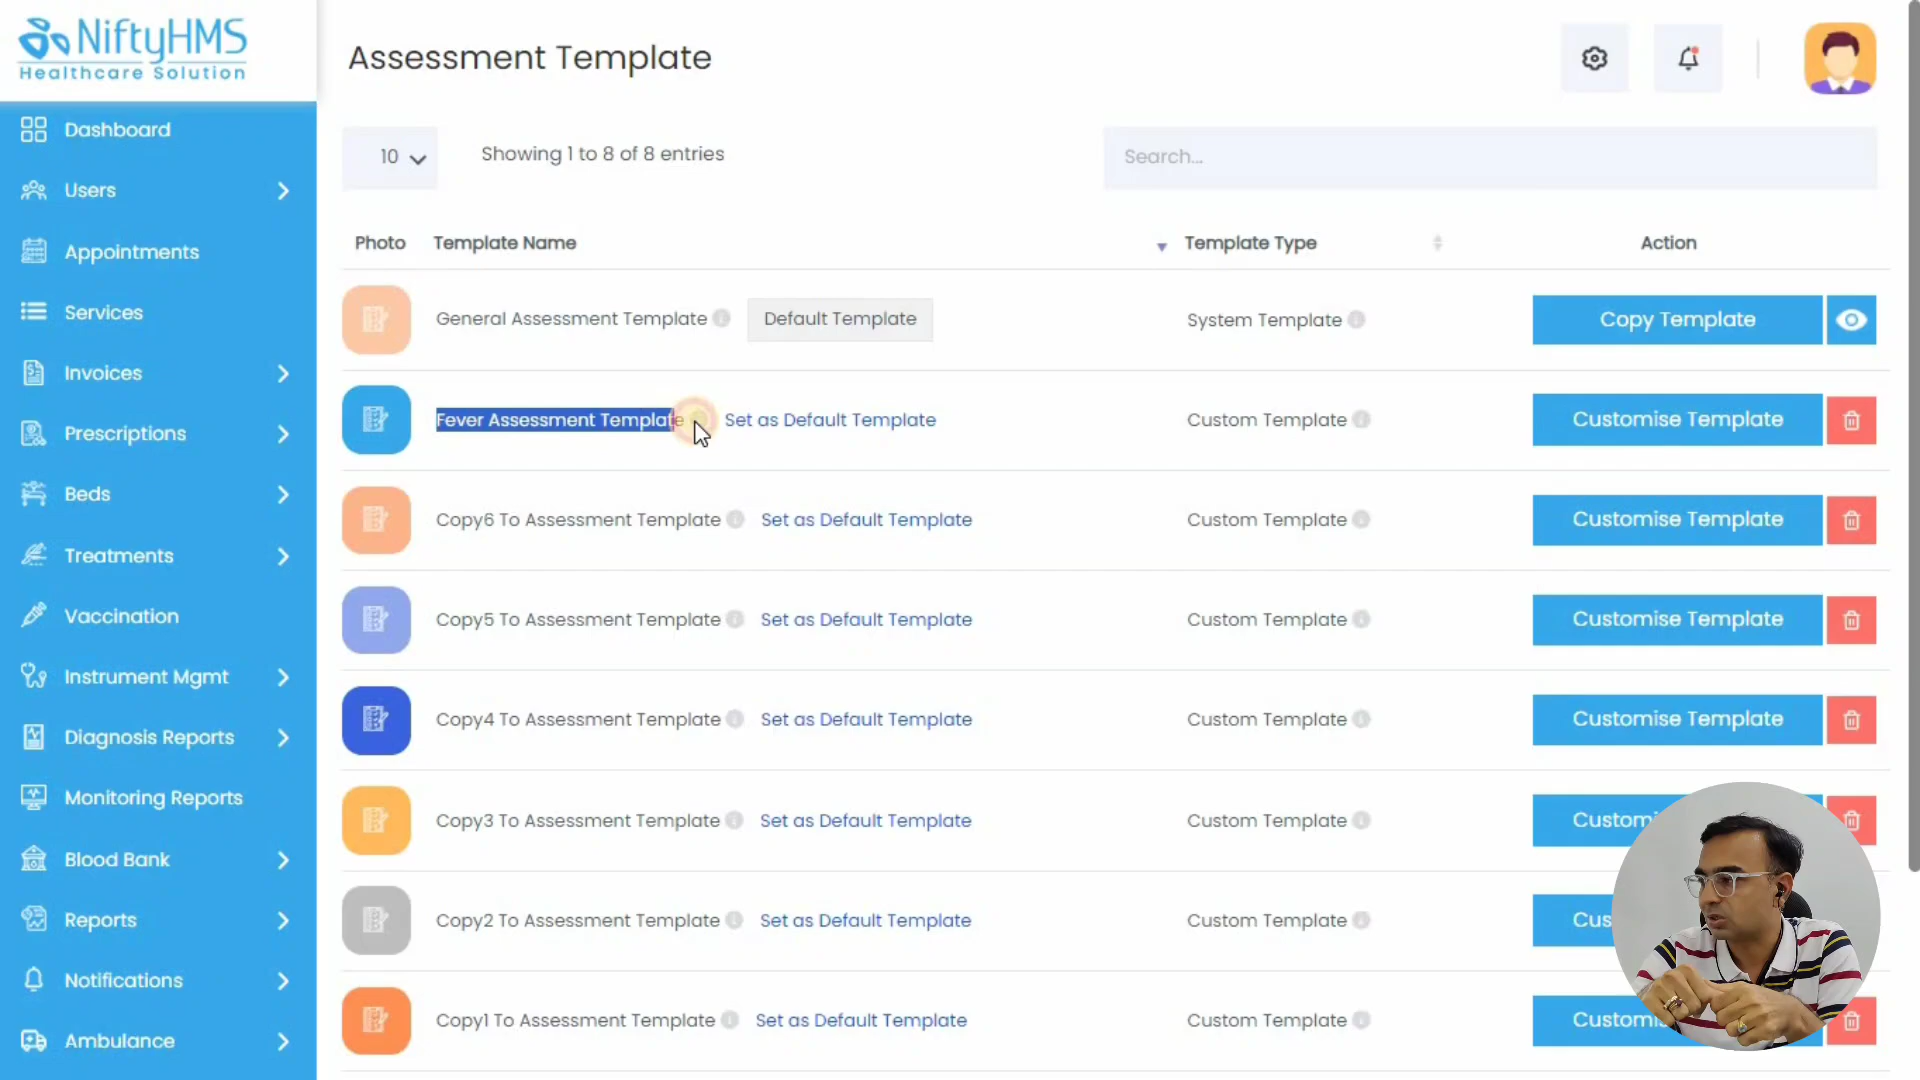 NiftyHMS
Healthcare Solution
Assessment Template
Dashboard
Users
Appointments
Services
Invoices
Prescriptions
Beds
Treatments
Vaccination
Instrument Mgmt
Diagnosis Reports
Monitoring Reports
Blood Bank
Reports
Notifications
Ambulance
10
Showing 1 to 8 of 8 entries
Search...
Photo Template Name Template Type Action
General Assessment Template Default Template System Template Copy Template
Fever Assessment Template Set as Default Template Custom Template Customise Template
Copy6 To Assessment Template Set as Default Template Custom Template Customise Template
Copy5 To Assessment Template Set as Default Template Custom Template Customise Template
Copy4 To Assessment Template Set as Default Template Custom Template Customise Template
Copy3 To Assessment Template Set as Default Template Custom Template
Copy2 To Assessment Template Set as Default Template Custom Template
Copy1 To Assessment Template Set as Default Template Custom Template